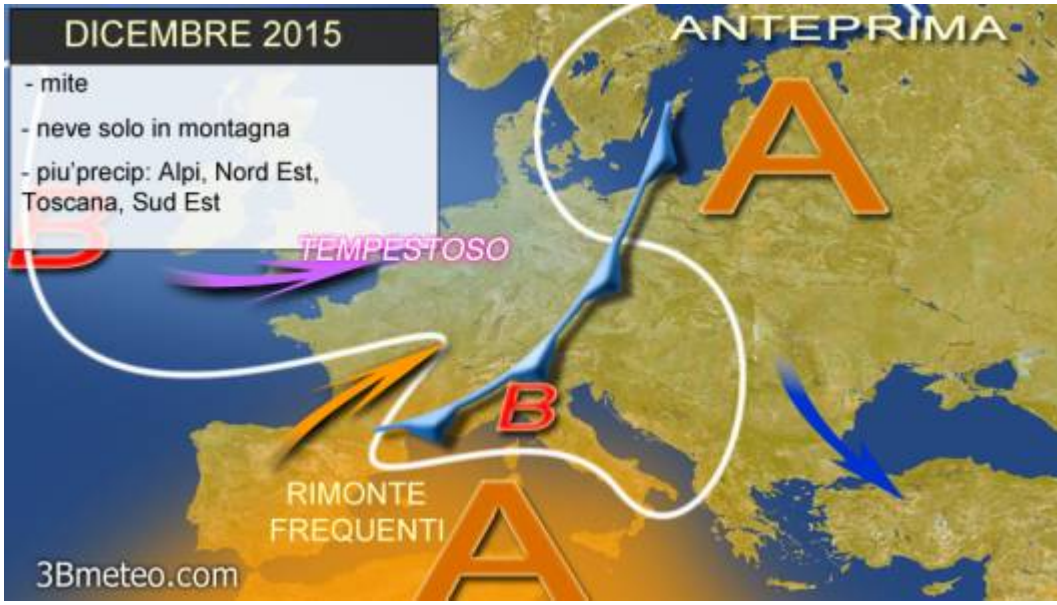 DICEMBRE 2015
- mite
- neve solo in montagna
- piu'precip: Alpi, Nord Est,
Toscana, Sud Est
ANTEPRIMA
A
B
TEMPESTOSO
B
RIMONTE
FREQUENTI
A
3Bmeteo.com